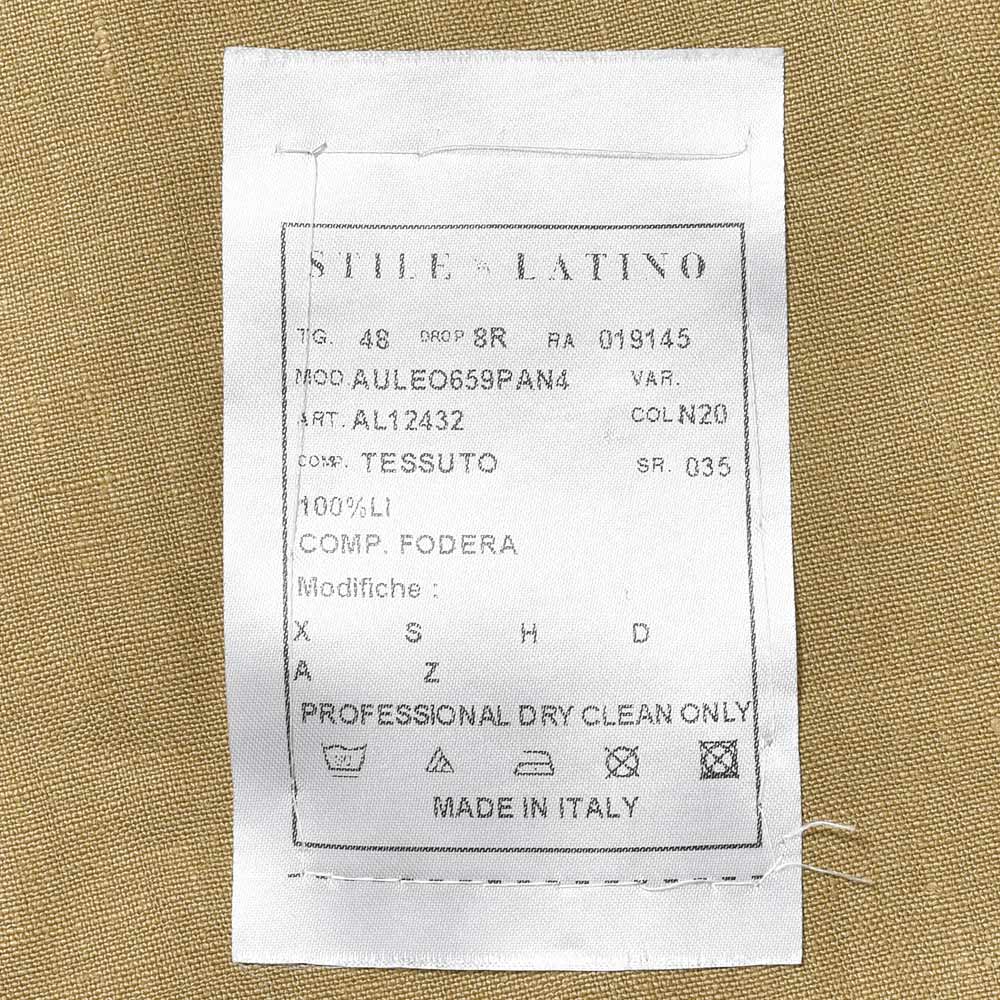 STILE LATINO
TG. 48 DROP 8R RA 019145
MOD. AULEO659PAN4 VAR.
ART. AL12432 COL N20
COMP. TESSUTO SR. 035
100%LI
COMP. FODERA
Modifiche :
X S H D
A Z
PROFESSIONAL DRY CLEAN ONLY
30
MADE IN ITALY